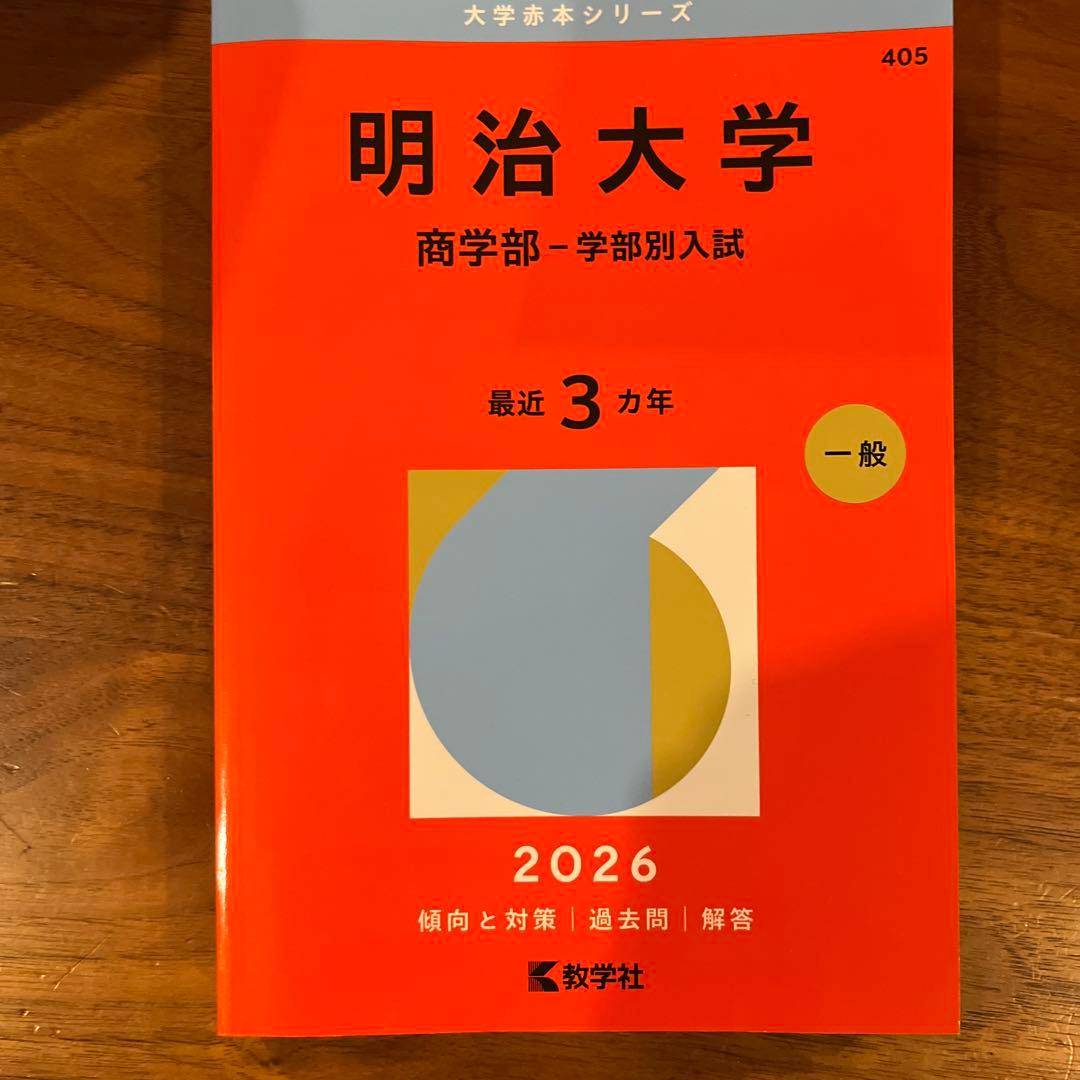 大学赤本シリーズ
405
明治大学
商学部－学部別入試
最近3カ年
一般
2026
傾向と対策｜過去問｜解答
教学社